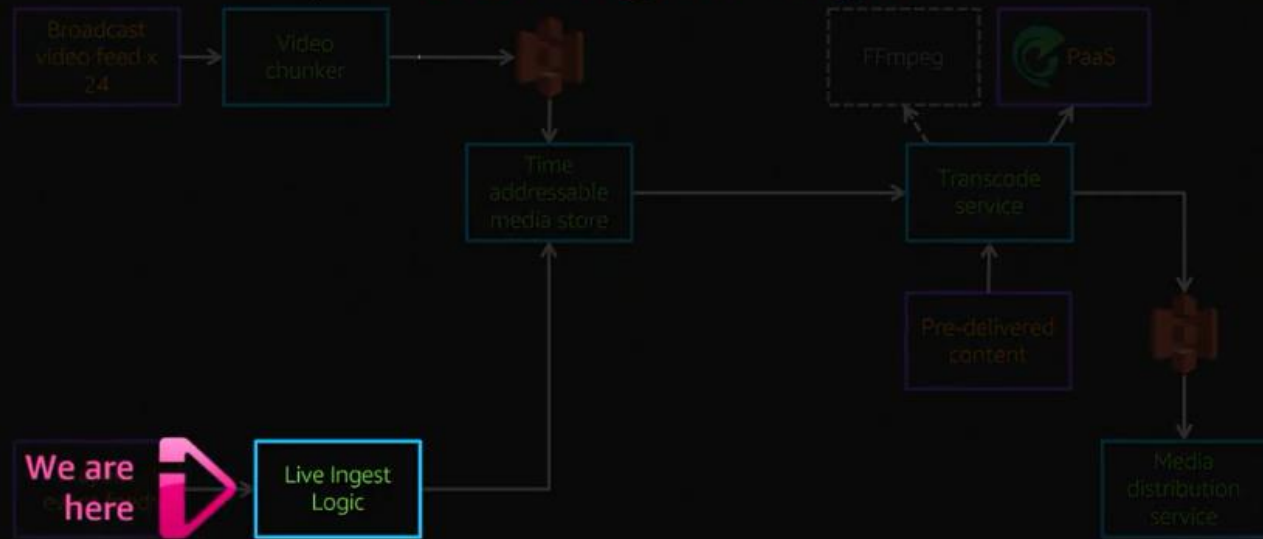 Broadcast
video feed x
24
Video
chunker
FFmpeg
PaaS
Time
addressable
media store
Transcode
service
Pre-delivered
content
We are
here
Live Ingest
Logic
Media
distribution
service